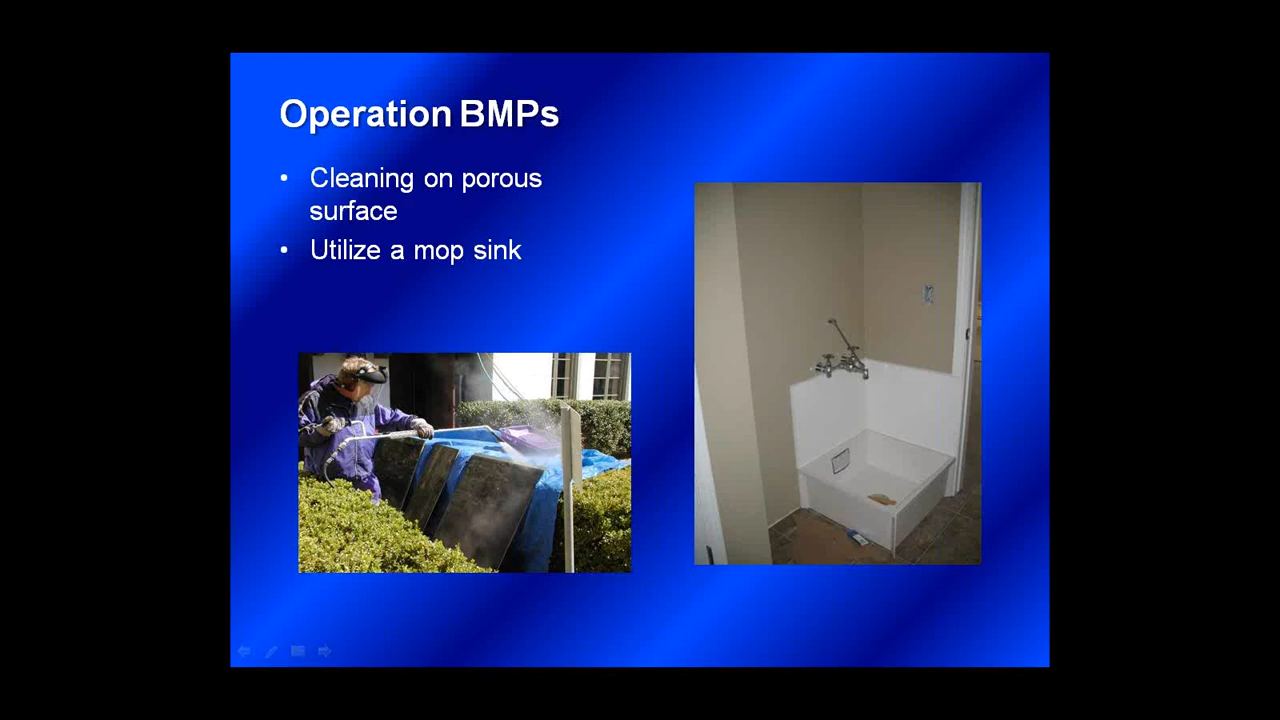 Operation BMPs
• Cleaning on porous
surface
• Utilize a mop sink